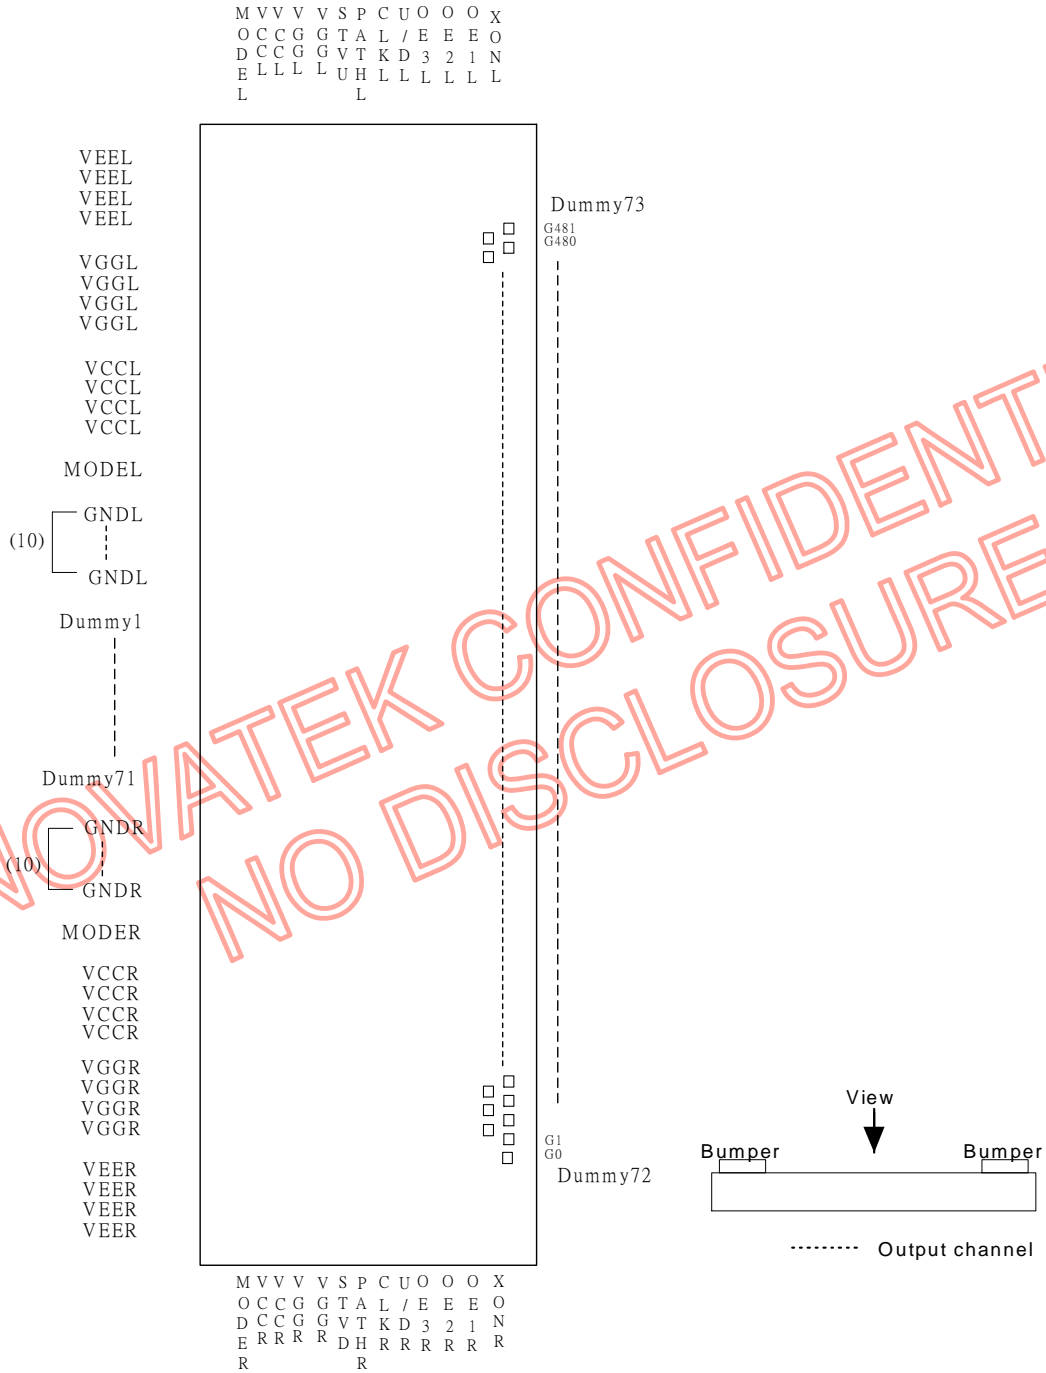 MODEL VCCL VCCL VGGL VGGL STVU PATHL CLKL U/DL OE3L OE2L OE1L XONL
VEEL
VEEL
VEEL
VEEL
Dummy73
G481
G480
VGGL
VGGL
VGGL
VGGL
VCCL
VCCL
VCCL
VCCL
MODEL
GNDL
(10)
GNDL
Dummy1
NOVATEK CONFIDENT
NO DISCLOSURE
Dummy71
GNDR
(10)
GNDR
MODER
VCCR
VCCR
VCCR
VCCR
VGGR
VGGR
VGGR
VGGR
G1
G0
Dummy72
VEER
VEER
VEER
VEER
View
Bumper Bumper
Output channel
MODER VCCR VCCR VGGR VGGR STVD PATHR CLKR U/DR OE3R OE2R OE1R XONR